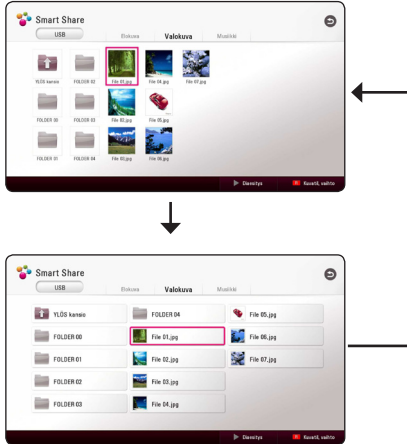 Smart Share
USB Elokuva Valokuva Musiikki
YLÖS kansio FOLDER 02 File 01.jpg File 04.jpg File 07.jpg
FOLDER 00 FOLDER 03 File 02.jpg File 05.jpg
FOLDER 01 FOLDER 04 File 03.jpg File 06.jpg
Diaesitys Kuvatil. vaihto
Smart Share
USB Elokuva Valokuva Musiikki
YLÖS kansio FOLDER 04 File 05.jpg
FOLDER 00 File 01.jpg File 06.jpg
FOLDER 01 File 02.jpg File 07.jpg
FOLDER 02 File 03.jpg
FOLDER 03 File 04.jpg
Diaesitys Kuvatil. vaihto